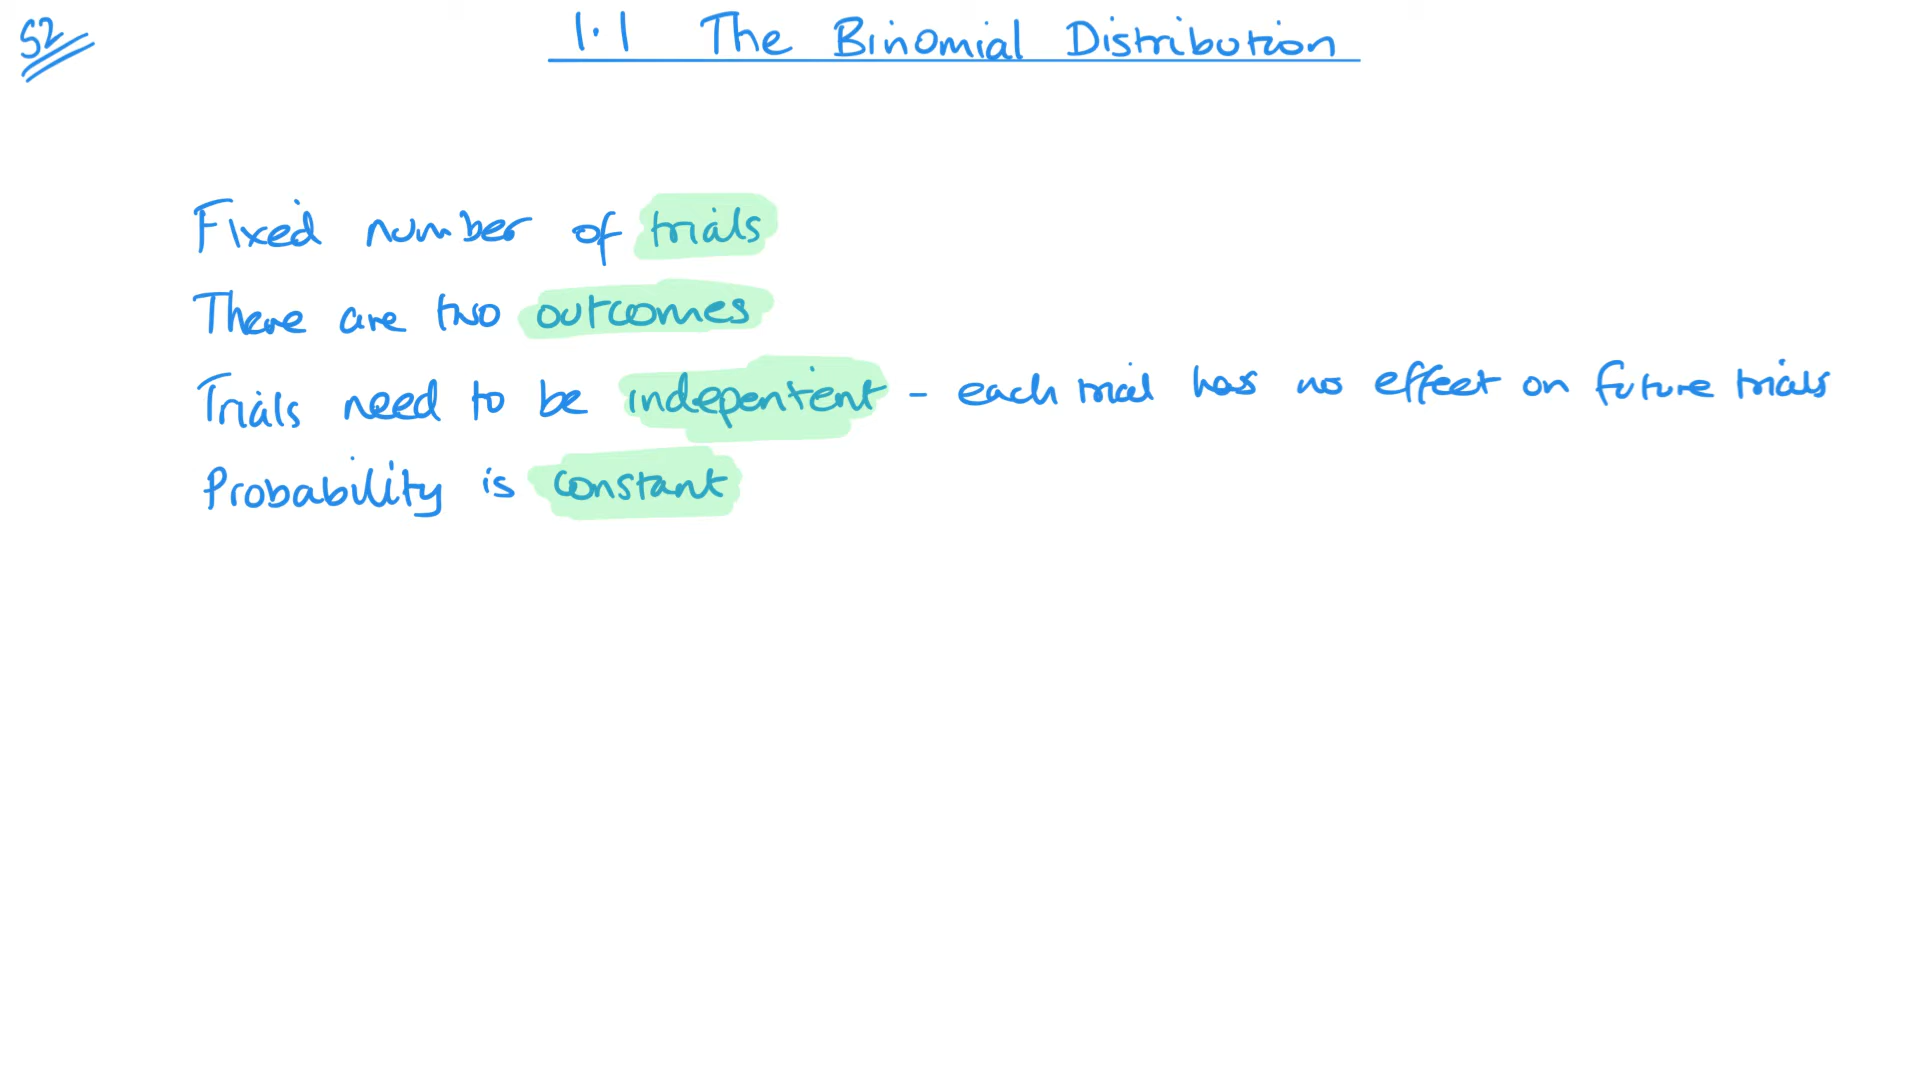 S2
1.1 The Binomial Distribution
Fixed number of trials
There are two outcomes
Trials need to be indepentent - each trial has no effect on future trials
Probability is constant